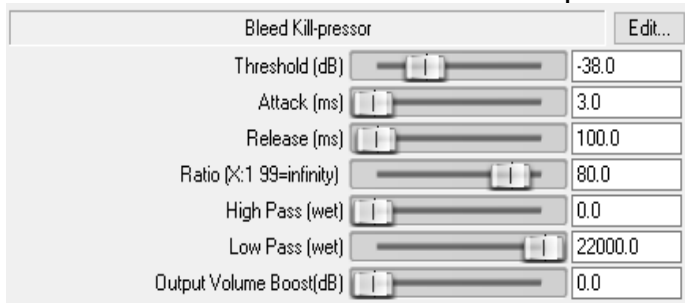 Bleed Kill-pressor Edit...
Threshold (dB) -38.0
Attack (ms) 3.0
Release (ms) 100.0
Ratio (X:1 99=infinity) 80.0
High Pass (wet) 0.0
Low Pass (wet) 22000.0
Output Volume Boost(dB) 0.0